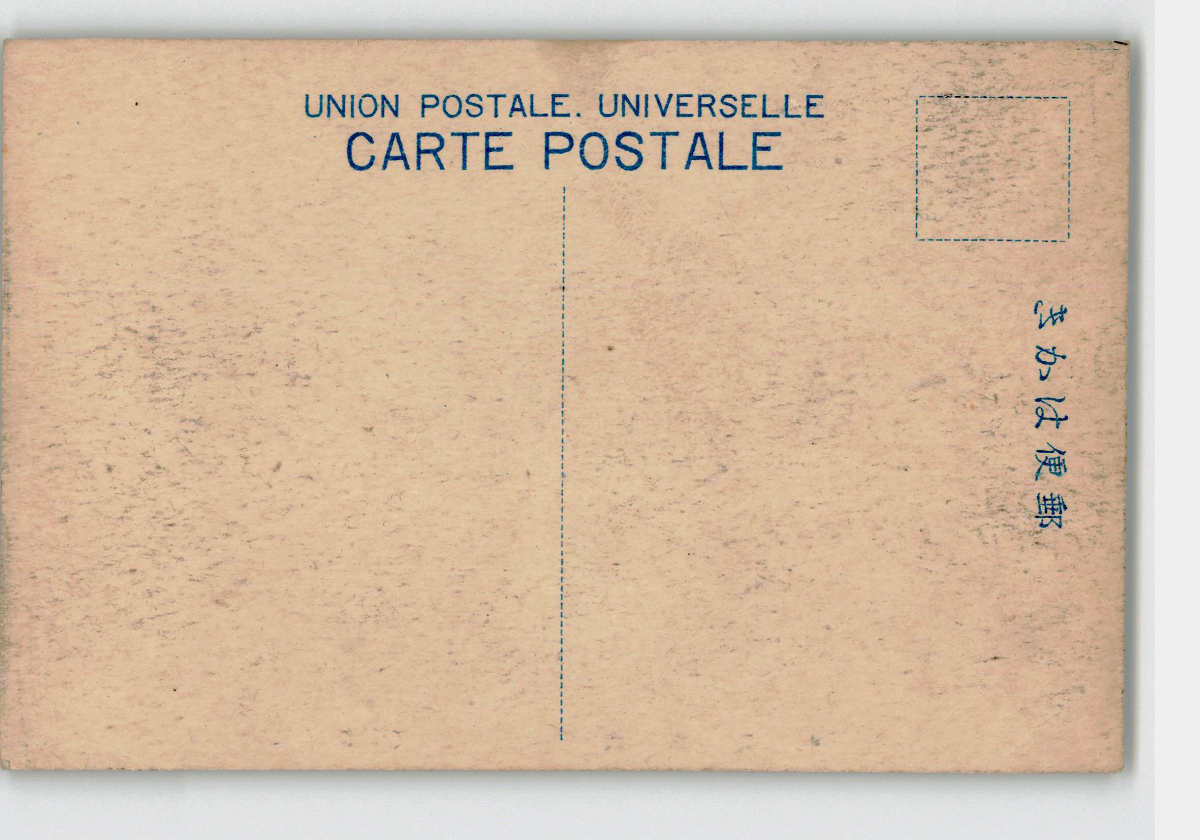 UNION POSTALE. UNIVERSELLE
CARTE POSTALE
きかは便郵